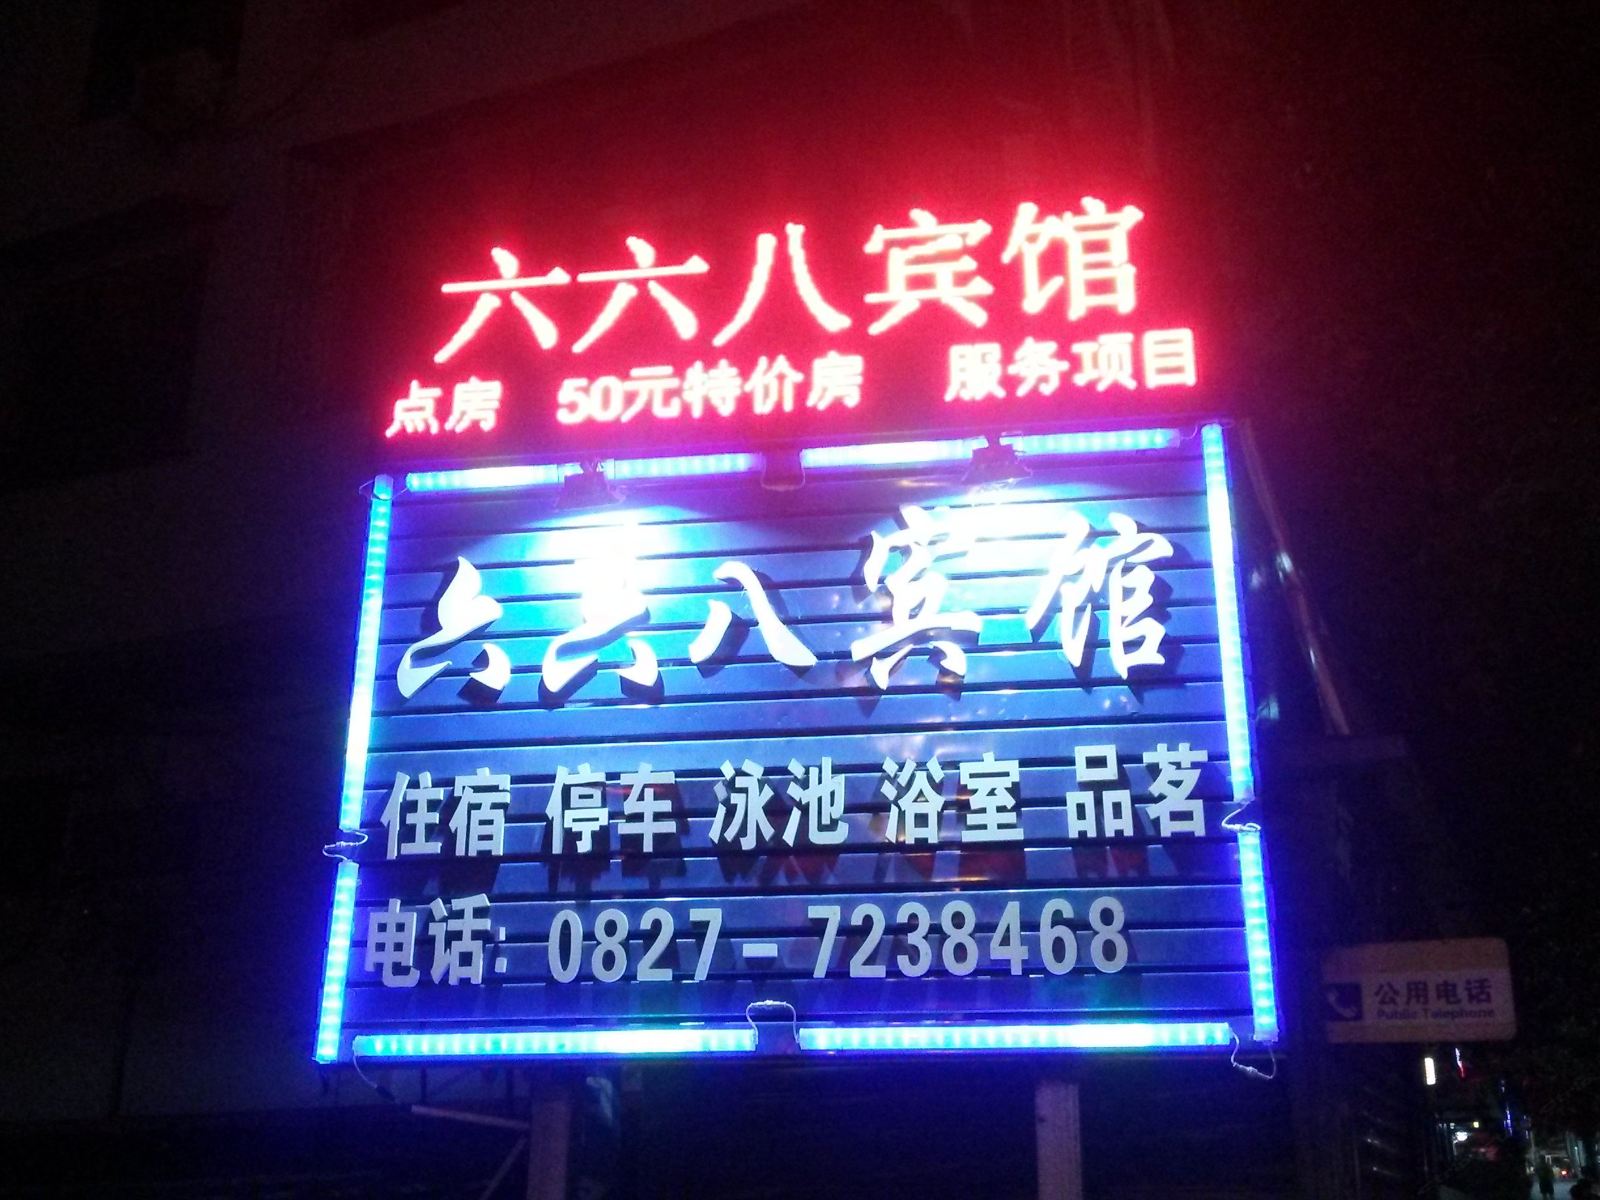 六六八宾馆
点房 50元特价房 服务项目
六六八宾馆
住宿 停车 泳池 浴室 品茗
电话: 0827-7238468
公用电话
Public Telephone